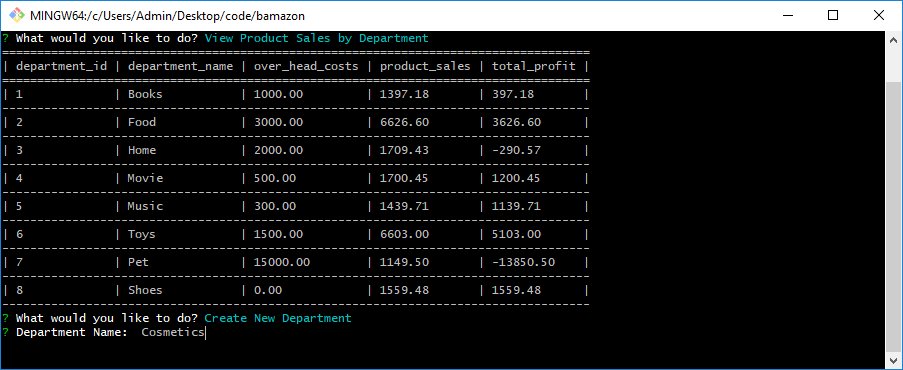 MINGW64:/c/Users/Admin/Desktop/code/bamazon
? What would you like to do? View Product Sales by Department
==================================================================================
| department_id | department_name | over_head_costs | product_sales | total_profit |
==================================================================================
| 1 | Books | 1000.00 | 1397.18 | 397.18 |
----------------------------------------------------------------------------------
| 2 | Food | 3000.00 | 6626.60 | 3626.60 |
----------------------------------------------------------------------------------
| 3 | Home | 2000.00 | 1709.43 | -290.57 |
----------------------------------------------------------------------------------
| 4 | Movie | 500.00 | 1700.45 | 1200.45 |
----------------------------------------------------------------------------------
| 5 | Music | 300.00 | 1439.71 | 1139.71 |
----------------------------------------------------------------------------------
| 6 | Toys | 1500.00 | 6603.00 | 5103.00 |
----------------------------------------------------------------------------------
| 7 | Pet | 15000.00 | 1149.50 | -13850.50 |
----------------------------------------------------------------------------------
| 8 | Shoes | 0.00 | 1559.48 | 1559.48 |
----------------------------------------------------------------------------------
? What would you like to do? Create New Department
? Department Name: Cosmetics